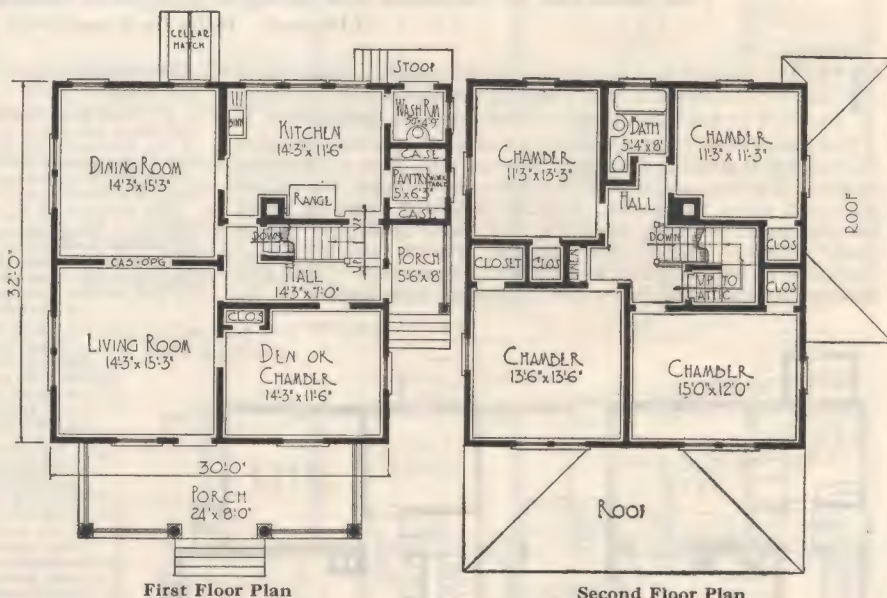 CELLAR
HATCH
STOOP
DINING ROOM
14'3"x15'3"
BINN
KITCHEN
14'-3"x11'-6"
WASH RM
CASE
PANTRY
5'x6'3"
WORK
TABLE
CASE
RANGE
DOWN
UP
UP
HALL
14'3"x7'-0"
PORCH
5'-6"x8'
CAS-OPG
32'-0"
LIVING ROOM
14'-3"x15'-3"
CLOS
DEN OR
CHAMBER
14'-3"x11'-6"
30'-0"
PORCH
24'x8'-0"
First Floor Plan
CHAMBER
11'3"x13'-3"
BATH
5'-4"x8'
CHAMBER
11'-3"x11'-3"
HALL
ROOF
DOWN
CLOSET
CLOS
LINEN
CLOS
UP TO
ATTIC
CLOS
CHAMBER
13'-6"x13'-6"
CHAMBER
15'0"x12'0"
ROOF
Second Floor Plan